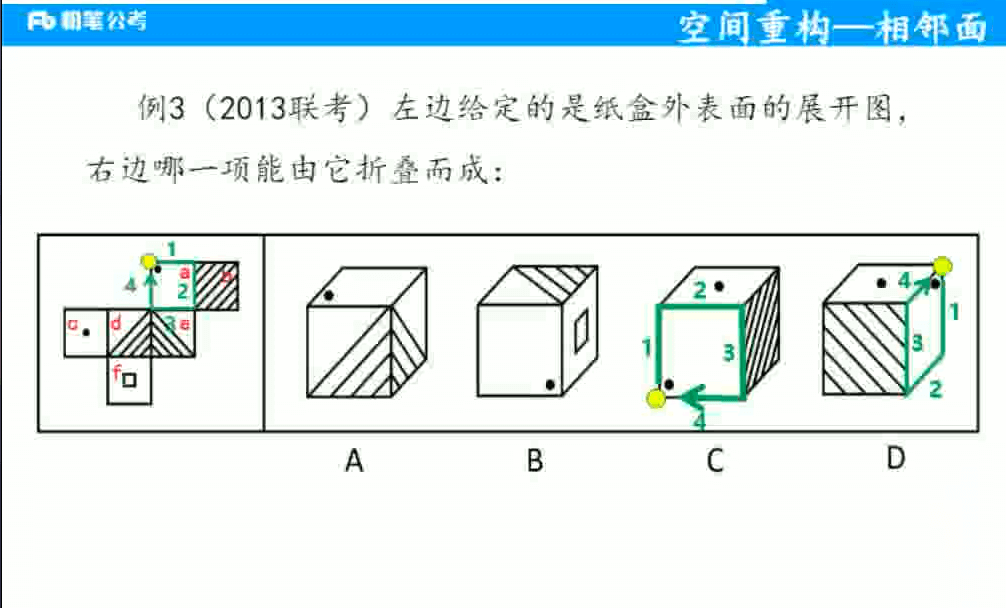 粉笔公考
空间重构—相邻面
例3（2013联考）左边给定的是纸盒外表面的展开图，
右边哪一项能由它折叠而成：
1
4 a b
2
c d 3 e
f
2
1 3
4
4
1
3
2
A B C D